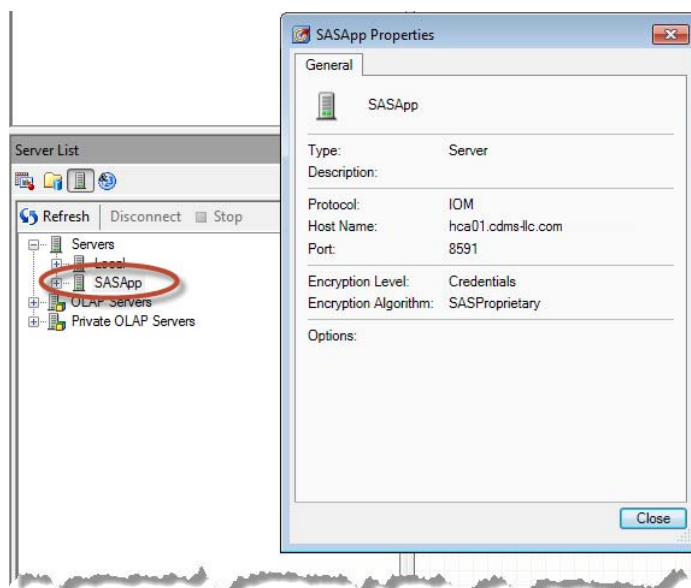 Server List
Refresh Disconnect Stop
Servers
Local
SASApp
OLAP Servers
Private OLAP Servers
SASApp Properties
General
SASApp
Type: Server
Description:
Protocol: IOM
Host Name: hca01.cdms-llc.com
Port: 8591
Encryption Level: Credentials
Encryption Algorithm: SASProprietary
Options:
Close